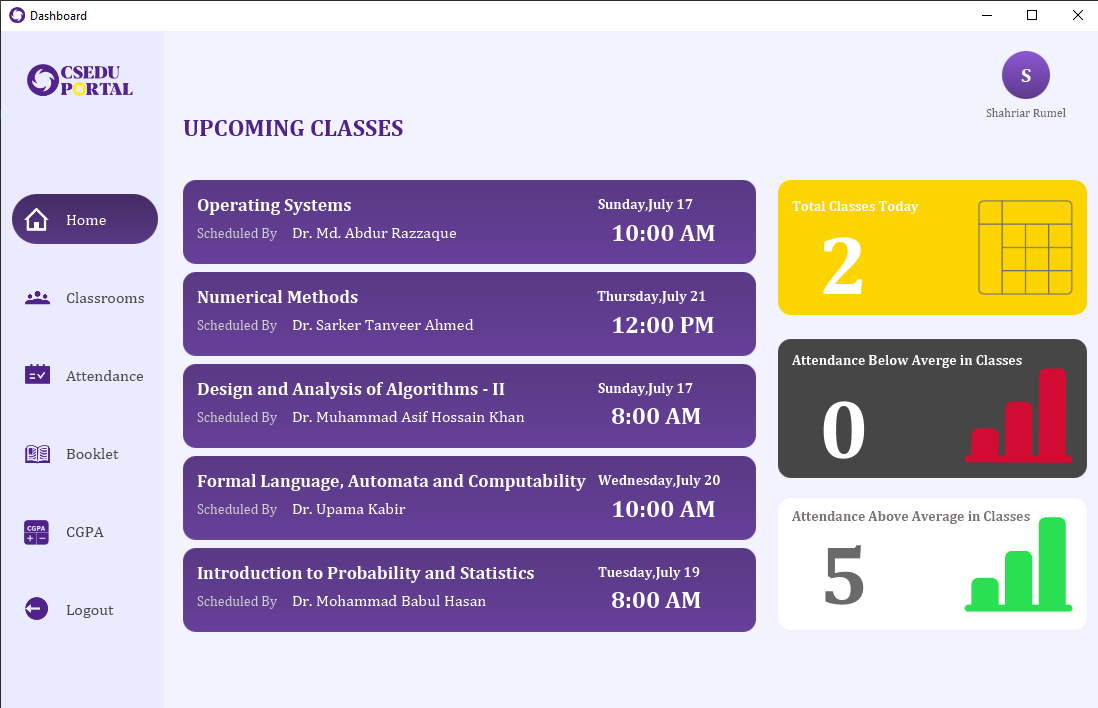 Dashboard
CSEDU
PORTAL
S
Shahriar Rumel
UPCOMING CLASSES
Home
Classrooms
Attendance
Booklet
CGPA
CGPA
Logout
Operating Systems
Sunday,July 17
Scheduled By Dr. Md. Abdur Razzaque
10:00 AM
Numerical Methods
Thursday,July 21
Scheduled By Dr. Sarker Tanveer Ahmed
12:00 PM
Design and Analysis of Algorithms - II
Sunday,July 17
Scheduled By Dr. Muhammad Asif Hossain Khan
8:00 AM
Formal Language, Automata and Computability
Wednesday,July 20
Scheduled By Dr. Upama Kabir
10:00 AM
Introduction to Probability and Statistics
Tuesday,July 19
Scheduled By Dr. Mohammad Babul Hasan
8:00 AM
Total Classes Today
2
Attendance Below Averge in Classes
0
Attendance Above Average in Classes
5